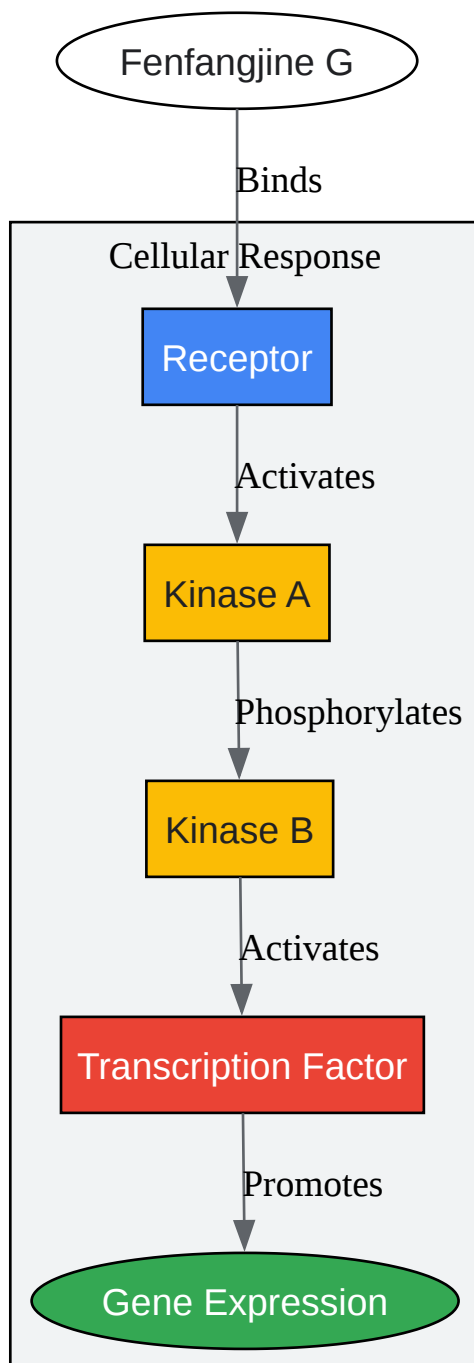 Fenfangjine G
Binds
Cellular Response
Receptor
Activates
Kinase A
Phosphorylates
Kinase B
Activates
Transcription Factor
Promotes
Gene Expression